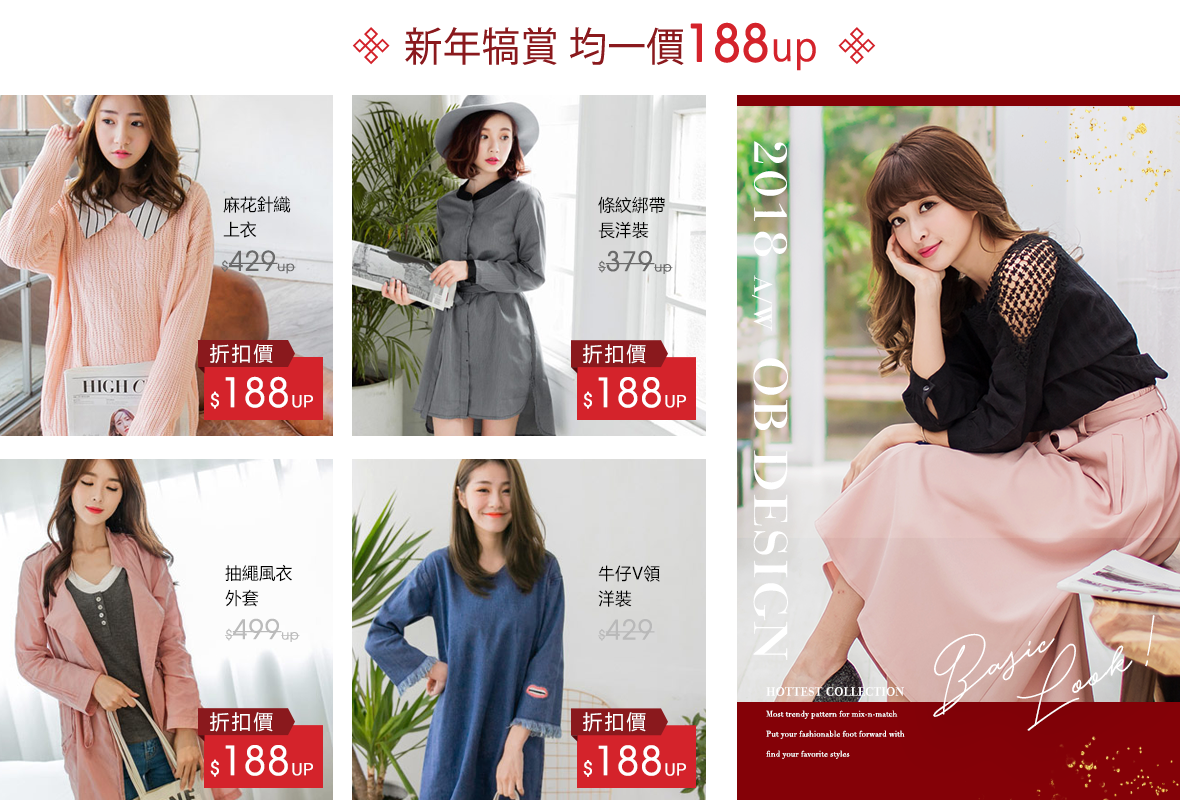 新年犒賞 均一價188up
麻花針織
上衣
$429up
折扣價
$188UP
條紋綁帶
長洋裝
$379up
折扣價
$188UP
抽繩風衣
外套
$499up
折扣價
$188UP
牛仔V領
洋裝
$429
折扣價
$188UP
2018 A/W OB DESIGN
Basic
Look!
HOTTEST COLLECTION
Most trendy pattern for mix-n-match
Put your fashionable foot forward with
find your favorite styles